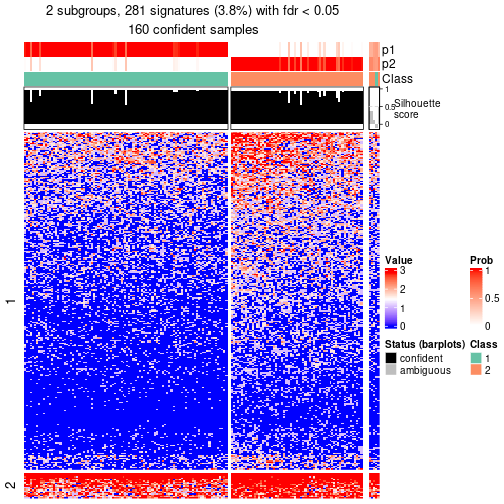 2 subgroups, 281 signatures (3.8%) with fdr < 0.05
160 confident samples
p1
p2
Class
1
0.5
0
Silhouette
score
1
2
Value
3
2
1
0
Prob
1
0.5
0
Status (barplots)
confident
ambiguous
Class
1
2